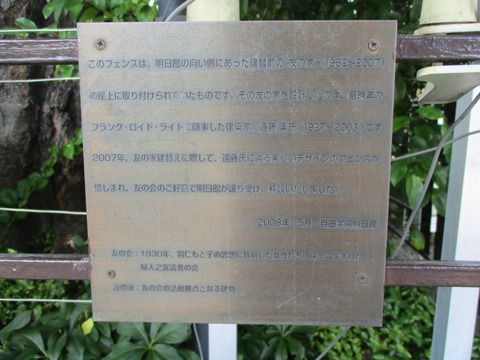 このフェンスは、明日館の向い側にあった建替前の「友の家」(1962~2007)
の屋上に取り付けられていたものです。その友の家を設計したのは、最晩年の
フランク・ロイド・ライトに師事した建築家、遠藤 楽氏(1927~2003)です。
2007年、友の家建替えに際して、遠藤氏による美しいデザインのフェンスが
惜しまれ、友の会のご好意で明日館が譲り受け、移設いたしました。
2008年 5月 自由学園明日館
友の会:1930年、羽仁もと子の思想に賛同した女性たちによって生まれた
婦人之友読者の会
友の家:友の会の活動拠点となる建物